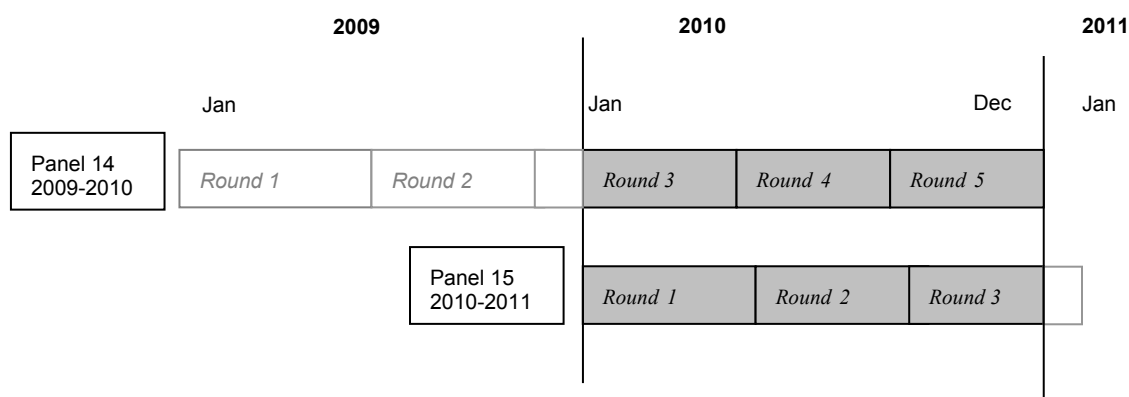 2009 2010 2011
Jan Jan Dec Jan
Panel 14
2009-2010
Round 1 Round 2 Round 3 Round 4 Round 5
Panel 15
2010-2011
Round 1 Round 2 Round 3